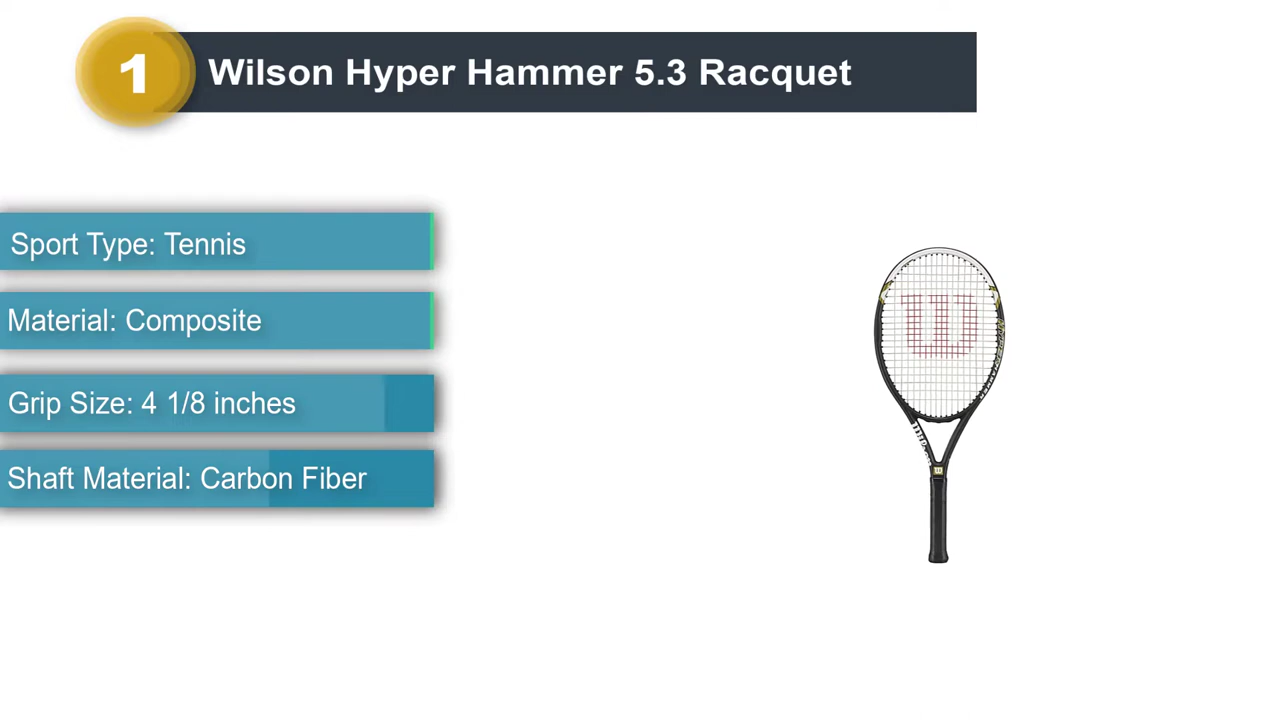 1
Wilson Hyper Hammer 5.3 Racquet
Sport Type: Tennis
Material: Composite
Grip Size: 4 1/8 inches
Shaft Material: Carbon Fiber
W